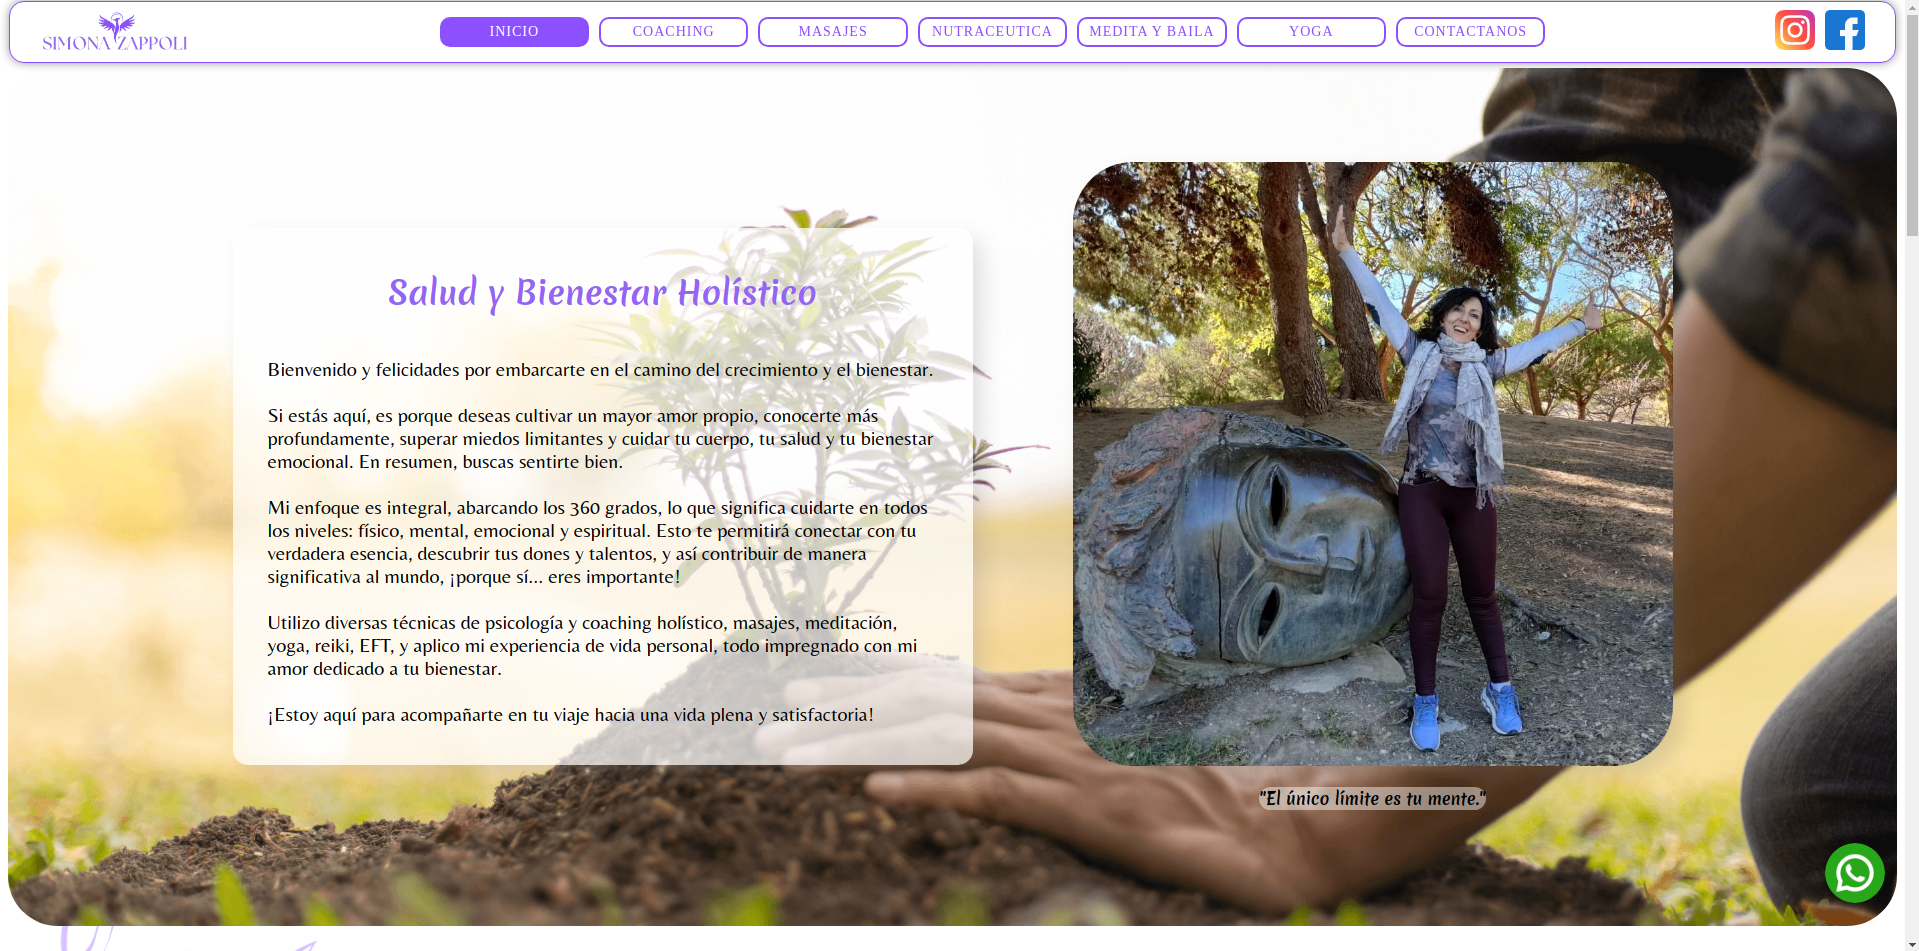 SIMONA ZAPPOLI
INICIO
COACHING
MASAJES
NUTRACEUTICA
MEDITA Y BAILA
YOGA
CONTACTANOS
Salud y Bienestar Holístico
Bienvenido y felicidades por embarcarte en el camino del crecimiento y el bienestar.
Si estás aquí, es porque deseas cultivar un mayor amor propio, conocerte más
profundamente, superar miedos limitantes y cuidar tu cuerpo, tu salud y tu bienestar
emocional. En resumen, buscas sentirte bien.
Mi enfoque es integral, abarcando los 360 grados, lo que significa cuidarte en todos
los niveles: físico, mental, emocional y espiritual. Esto te permitirá conectar con tu
verdadera esencia, descubrir tus dones y talentos, y así contribuir de manera
significativa al mundo, ¡porque sí... eres importante!
Utilizo diversas técnicas de psicología y coaching holístico, masajes, meditación,
yoga, reiki, EFT, y aplico mi experiencia de vida personal, todo impregnado con mi
amor dedicado a tu bienestar.
¡Estoy aquí para acompañarte en tu viaje hacia una vida plena y satisfactoria!
"El único límite es tu mente."